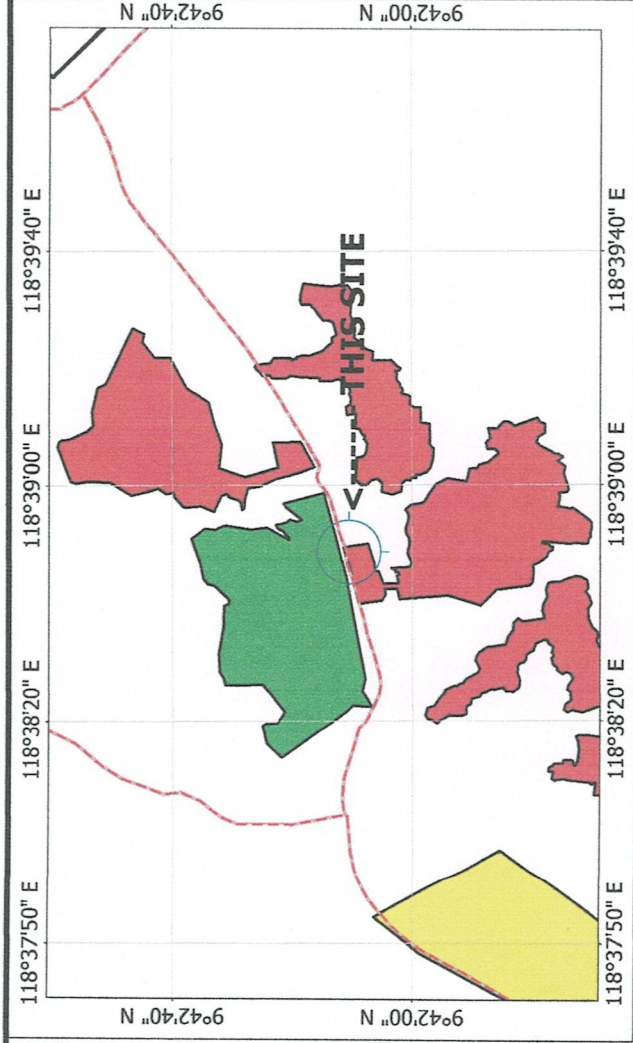 118°37'50" E 118°38'20" E 118°39'00" E 118°39'40" E
9°42'40" N 9°42'40" N
<----- THIS SITE
9°42'00" N 9°42'00" N
118°37'50" E 118°38'20" E 118°39'00" E 118°39'40" E